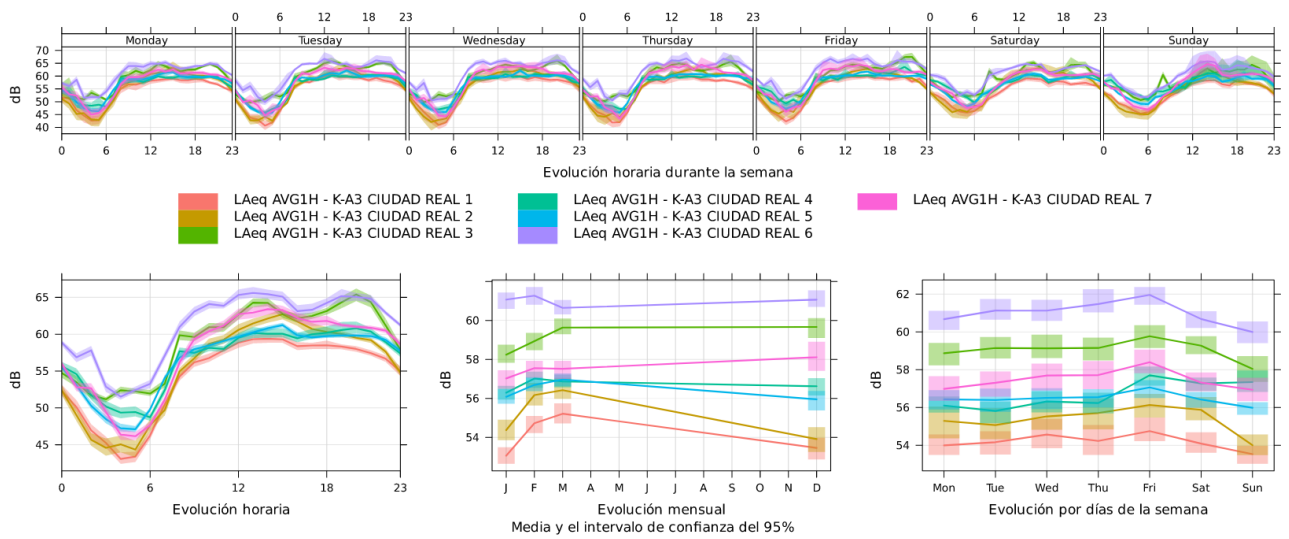 0 6 12 18 23 0 6 12 18 23 0 6 12 18 23
Monday Tuesday Wednesday Thursday Friday Saturday Sunday
70
60
55
50
45
40
dB
0 6 12 18 23 0 6 12 18 23 0 6 12 18 23 0 6 12 18 23
Evolución horaria durante la semana
LAeq AVG1H - K-A3 CIUDAD REAL 1
LAeq AVG1H - K-A3 CIUDAD REAL 2
LAeq AVG1H - K-A3 CIUDAD REAL 3
LAeq AVG1H - K-A3 CIUDAD REAL 4
LAeq AVG1H - K-A3 CIUDAD REAL 5
LAeq AVG1H - K-A3 CIUDAD REAL 6
LAeq AVG1H - K-A3 CIUDAD REAL 7
65
60
55
50
45
dB
0 6 12 18 23
Evolución horaria
60
58
56
54
dB
J F M A M J J A S O N D
Evolución mensual
Media y el intervalo de confianza del 95%
62
60
58
56
54
dB
Mon Tue Wed Thu Fri Sat Sun
Evolución por días de la semana